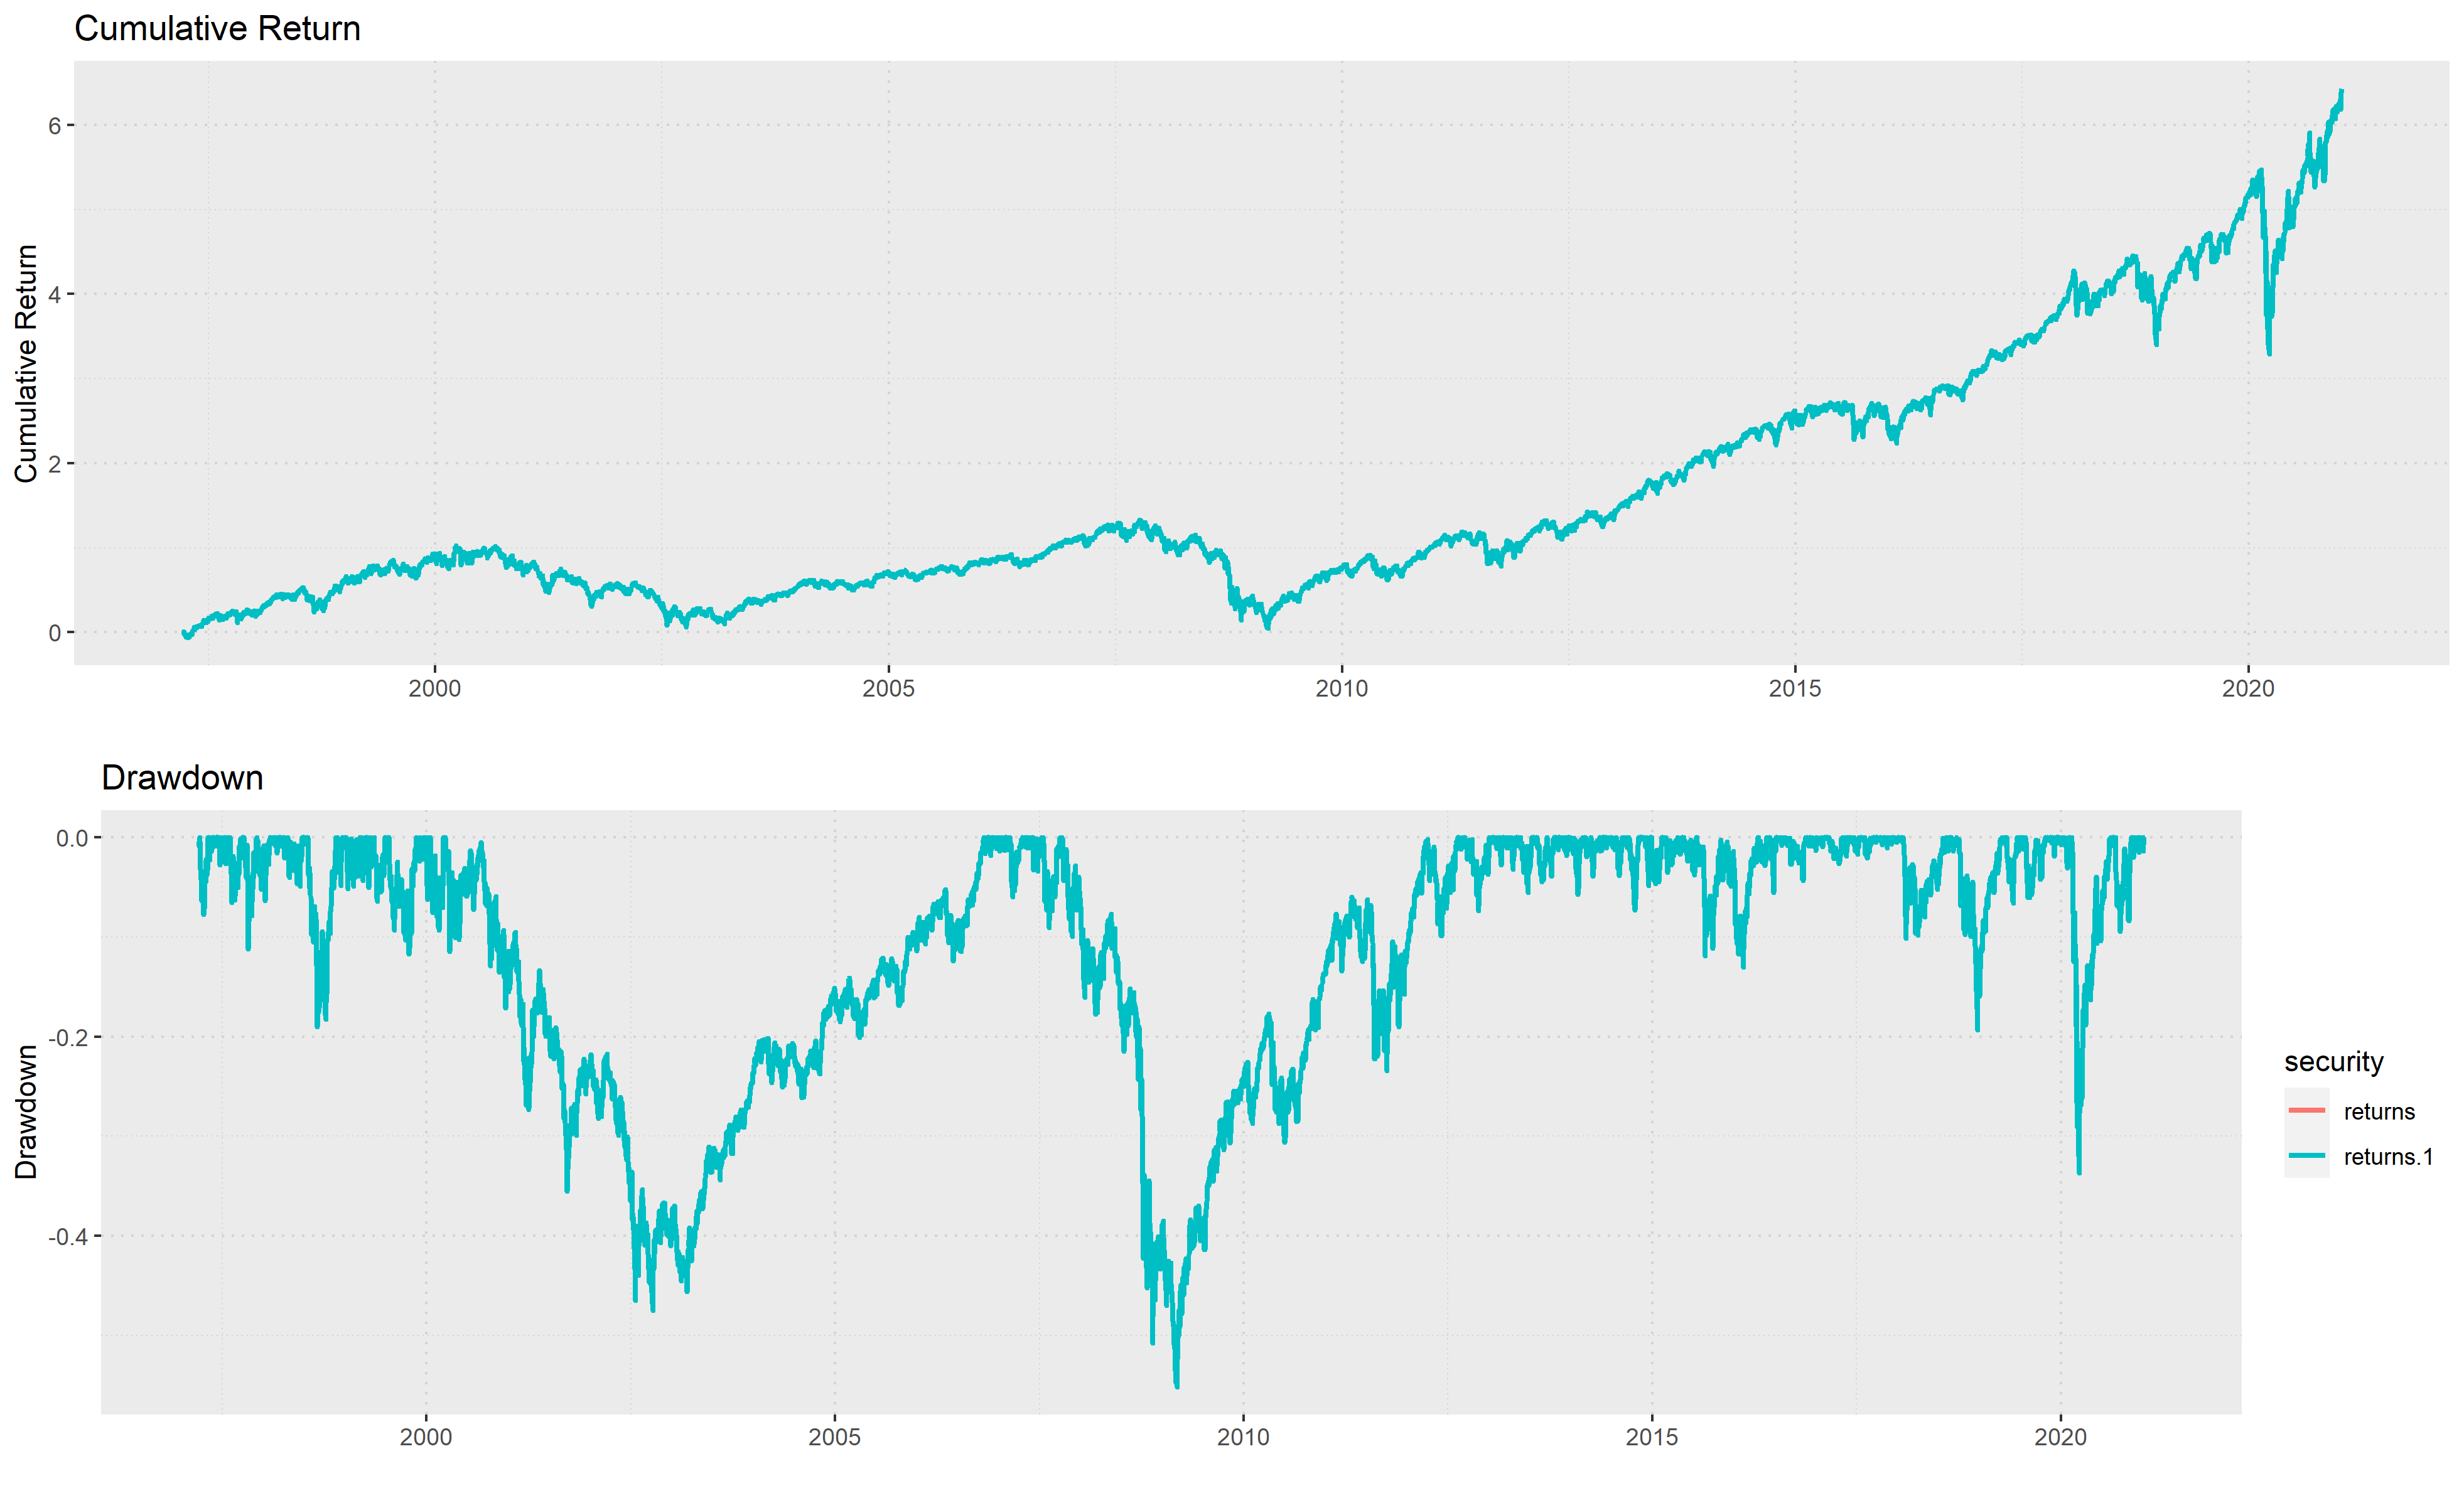 Cumulative Return
Cumulative Return
6
4
2
0
2000 2005 2010 2015 2020
Drawdown
Drawdown
0.0
-0.2
-0.4
2000 2005 2010 2015 2020
security
returns
returns.1